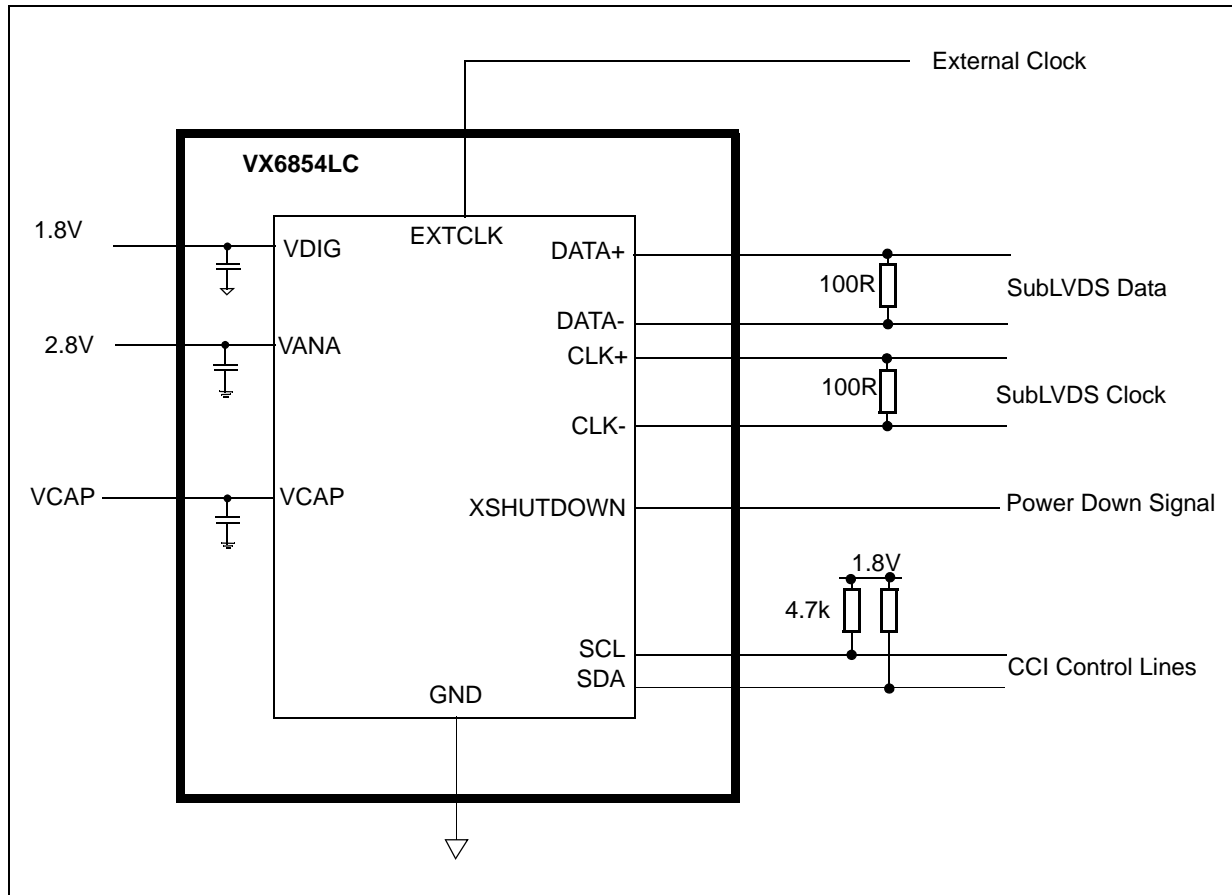 External Clock
VX6854LC
1.8V
VDIG
EXTCLK
DATA+
100R
SubLVDS Data
DATA-
2.8V
VANA
CLK+
100R
SubLVDS Clock
CLK-
VCAP
VCAP
XSHUTDOWN
Power Down Signal
1.8V
4.7k
SCL
CCI Control Lines
SDA
GND